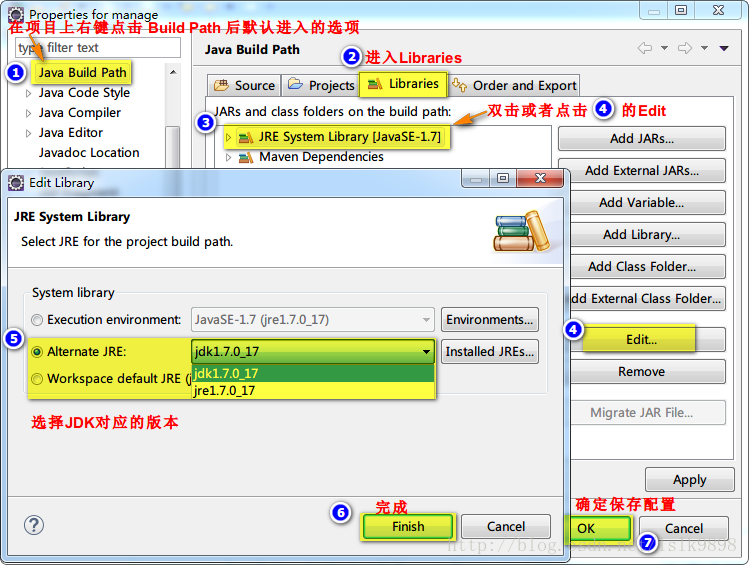 Properties for manage
在项目上右键点击 Build Path 后默认进入的选项
type filter text
Java Build Path
② 进入Libraries
① Java Build Path
Java Code Style
Java Compiler
Java Editor
Javadoc Location
Source
Projects
Libraries
Order and Export
JARs and class folders on the build path:
双击或者点击 ④ 的Edit
③ JRE System Library [JavaSE-1.7]
Maven Dependencies
Add JARs...
Add External JARs...
Add Variable...
Add Library...
Add Class Folder...
Add External Class Folder...
④ Edit...
Remove
Migrate JAR File...
Apply
Edit Library
JRE System Library
Select JRE for the project build path.
System library
Execution environment: JavaSE-1.7 (jre1.7.0_17) Environments...
⑤ Alternate JRE: jdk1.7.0_17 Installed JREs...
Workspace default JRE (j
jdk1.7.0_17
jre1.7.0_17
选择JDK对应的版本
完成
⑥ Finish
Cancel
确定保存配置
OK
⑦ Cancel